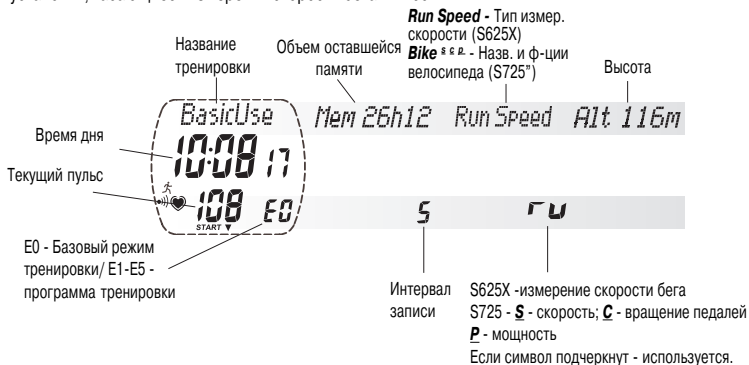 Run Speed - Тип измер.
скорости (S625X)
Bike S C P - Назв. и ф-ции
велосипеда (S725")
Название
тренировки
Объем оставшейся
памяти
Высота
BasicUse Mem 26h12 Run Speed Alt 116m
Время дня
10:08 17
Текущий пульс
108 E0 5 ru
START ▼
E0 - Базовый режим
тренировки/ E1-E5 -
программа тренировки
Интервал
записи
S625X -измерение скорости бега
S725 - S - скорость; C - вращение педалей
P - мощность
Если символ подчеркнут - используется.